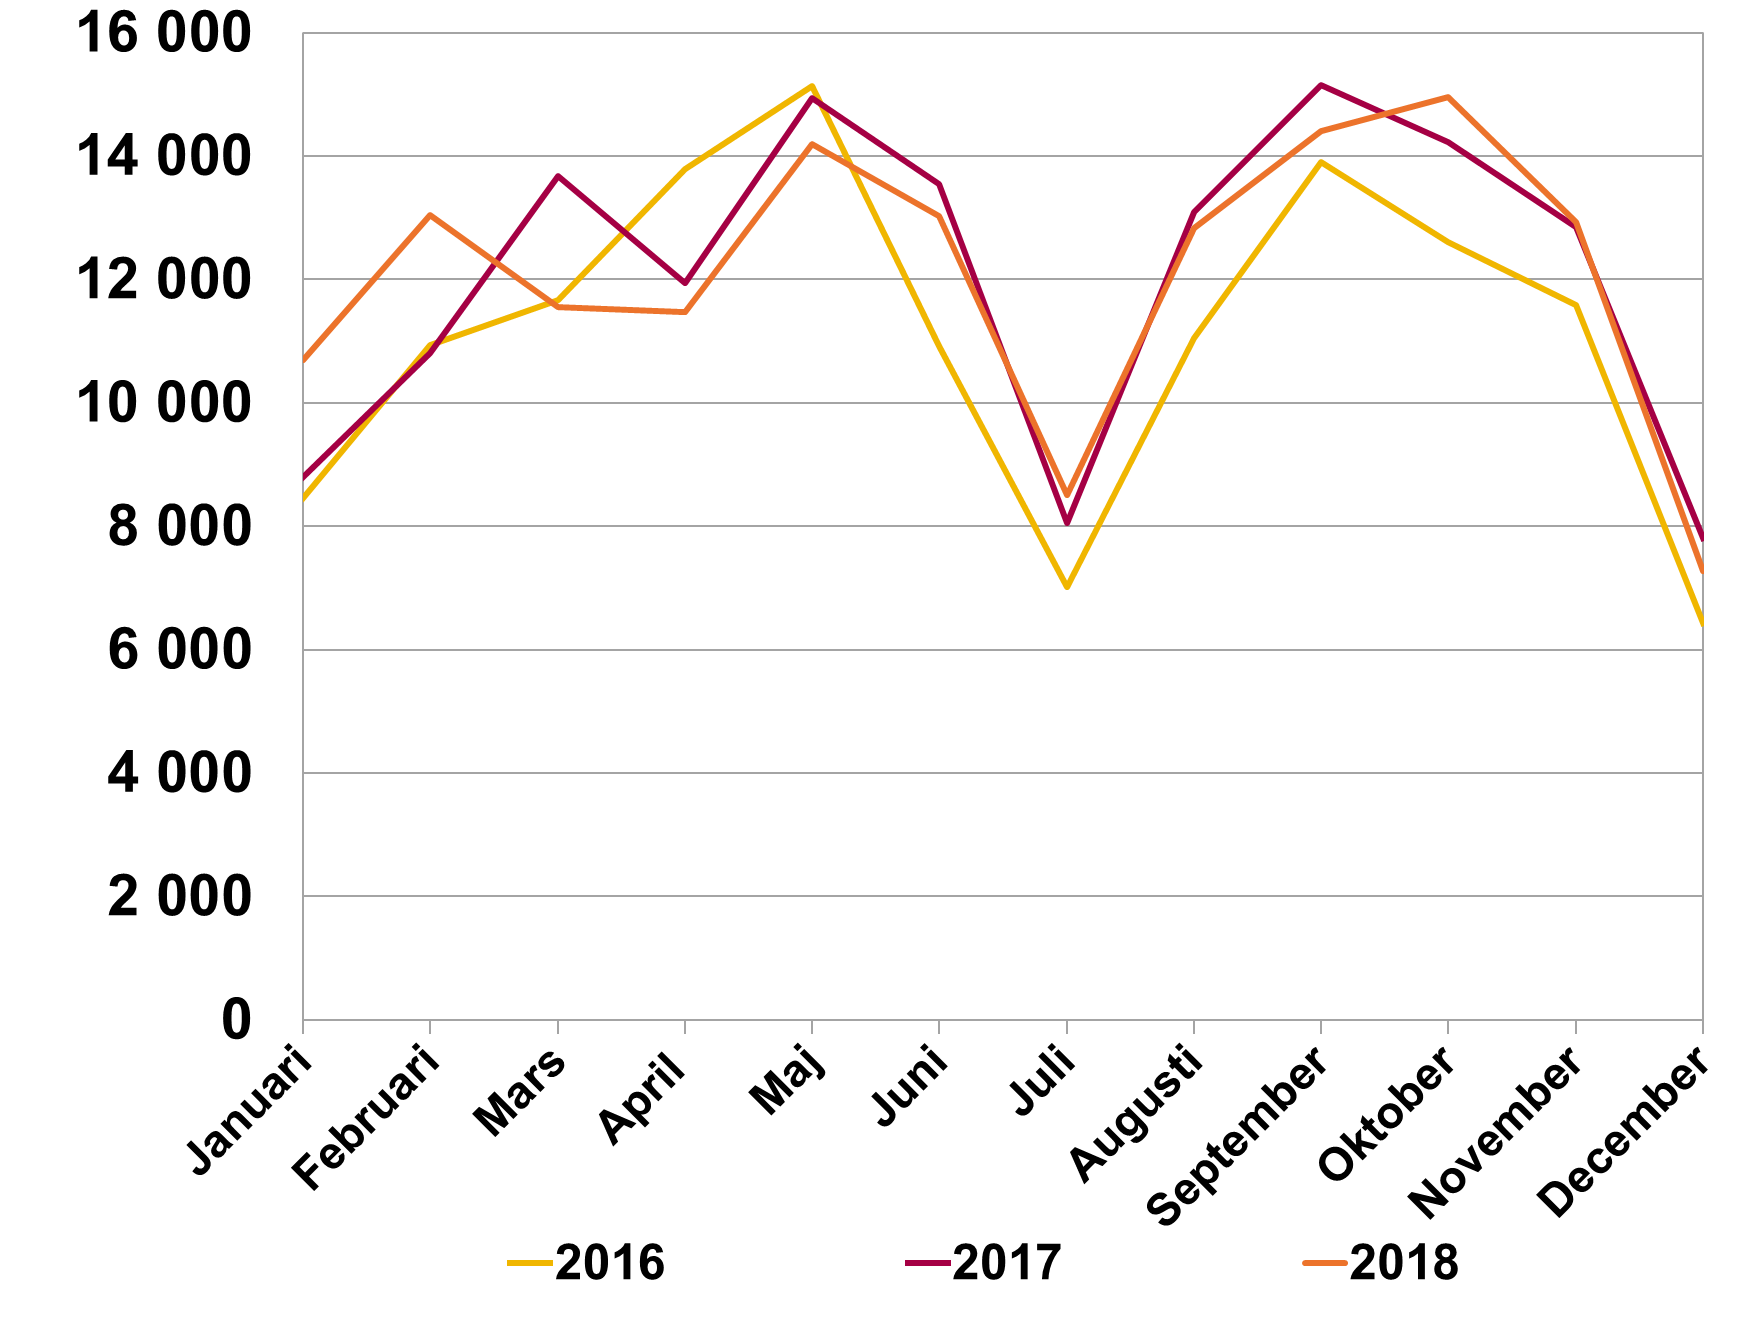 16 000
14 000
12 000
10 000
8 000
6 000
4 000
2 000
0
Januari
Februari
Mars
April
Maj
Juni
Juli
Augusti
September
Oktober
November
December
2016
2017
2018